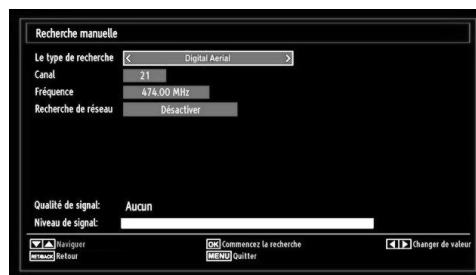 Recherche manuelle
Le type de recherche < Digital Aerial >
Canal 21
Fréquence 474.00 MHz
Recherche de réseau Désactiver
Qualité de signal: Aucun
Niveau de signal:
Naviguer OK Commencez la recherche Changer de valeur
RET/BACK Retour MENU Quitter